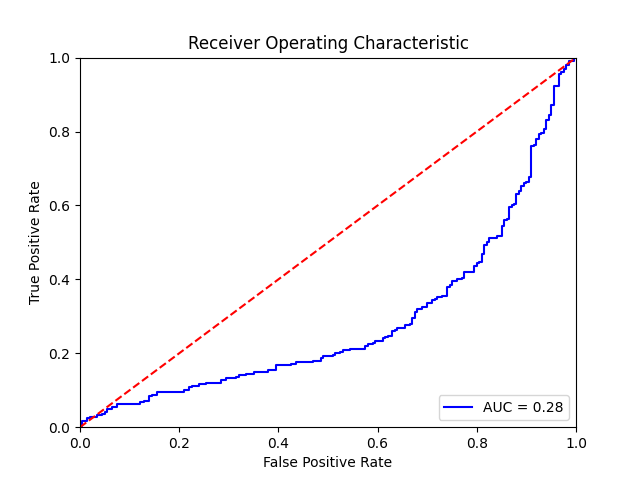 Receiver Operating Characteristic
1.0
0.8
0.6
0.4
0.2
0.0
True Positive Rate
AUC = 0.28
0.0 0.2 0.4 0.6 0.8 1.0
False Positive Rate